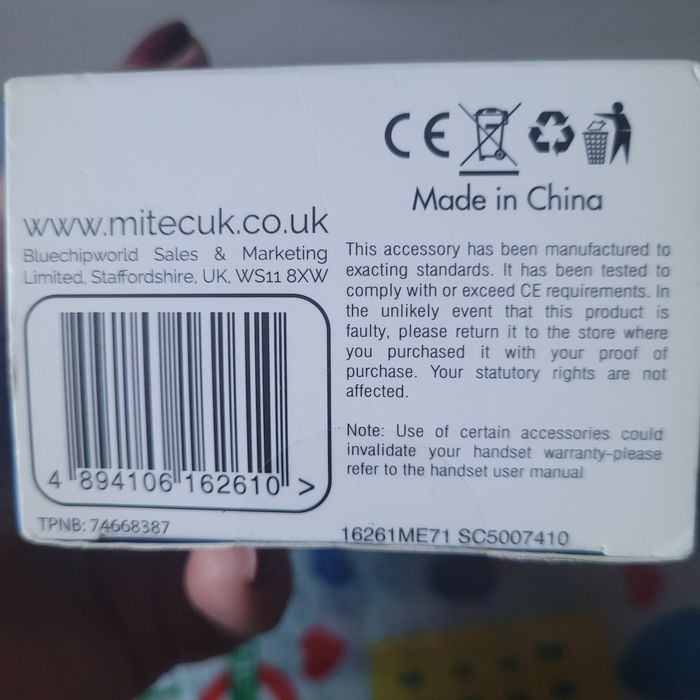 CE
Made in China
www.mitecuk.co.uk
Bluechipworld Sales & Marketing
Limited, Staffordshire, UK, WS11 8XW
4 894106 162610 >
TPNB: 74668387
This accessory has been manufactured to
exacting standards. It has been tested to
comply with or exceed CE requirements. In
the unlikely event that this product is
faulty, please return it to the store where
you purchased it with your proof of
purchase. Your statutory rights are not
affected.
Note: Use of certain accessories could
invalidate your handset warranty-please
refer to the handset user manual
16261ME71 SC5007410